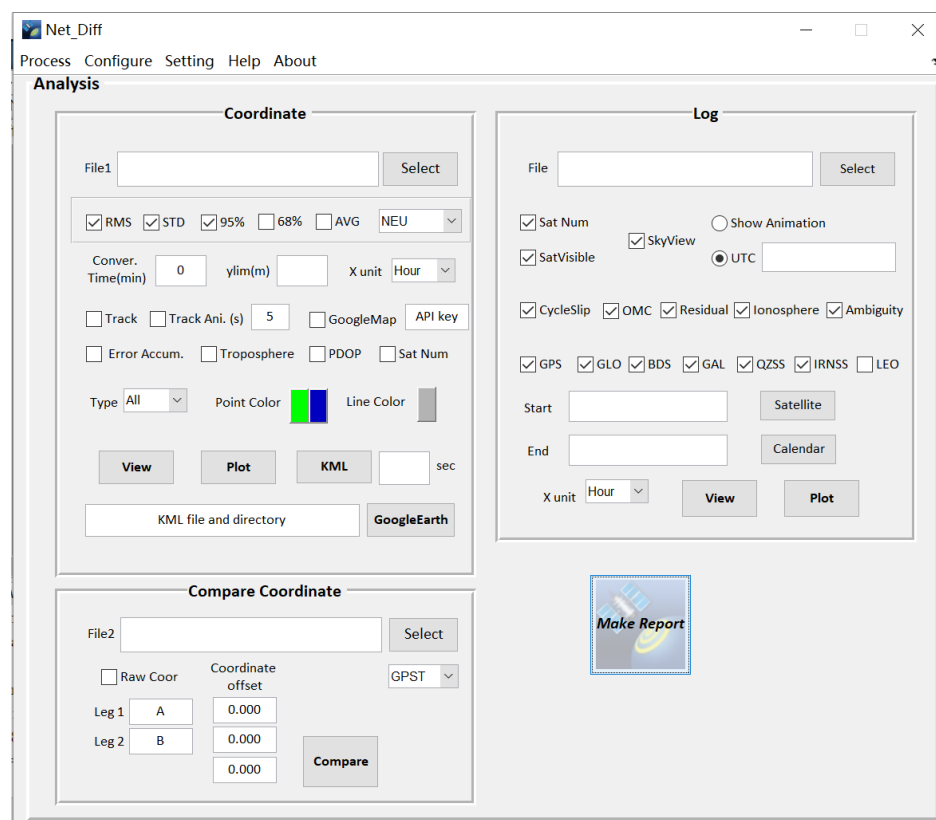 Net_Diff
Process Configure Setting Help About
Analysis
Coordinate
File1 Select
RMS STD 95% 68% AVG NEU
Conver.
Time(min) 0 ylim(m) X unit Hour
Track Track Ani. (s) 5 GoogleMap API key
Error Accum. Troposphere PDOP Sat Num
Type All Point Color Line Color
View Plot KML sec
KML file and directory GoogleEarth
Compare Coordinate
File2 Select
Raw Coor Coordinate
offset GPST
Leg 1 A 0.000
Leg 2 B 0.000
0.000 Compare
Log
File Select
Sat Num SkyView Show Animation
SatVisible UTC
CycleSlip OMC Residual Ionosphere Ambiguity
GPS GLO BDS GAL QZSS IRNSS LEO
Start Satellite
End Calendar
X unit Hour View Plot
Make Report